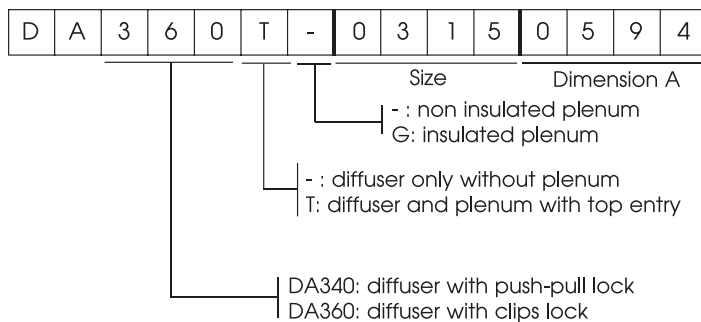 D A 3 6 0 T - 0 3 1 5 0 5 9 4
Size Dimension A
- : non insulated plenum
G: insulated plenum
- : diffuser only without plenum
T: diffuser and plenum with top entry
DA340: diffuser with push-pull lock
DA360: diffuser with clips lock